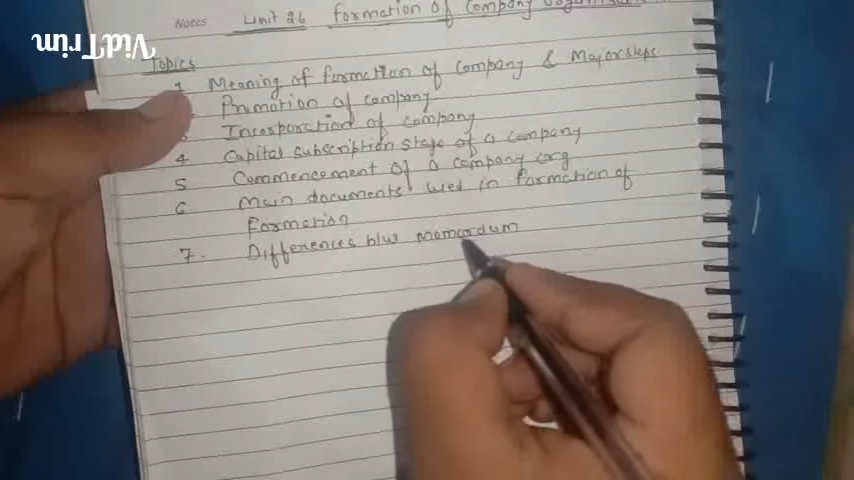 VidTrim
Notes Unit 26 Formation of Company
Topics
1 Meaning of formation of company & Major steps
Promotion of company
3 Incorporation of company
4 Capital subscription stage of a company
5 Commencement of a company org
6 Main documents used in formation of
Formation
7. Differences b/w Momordum